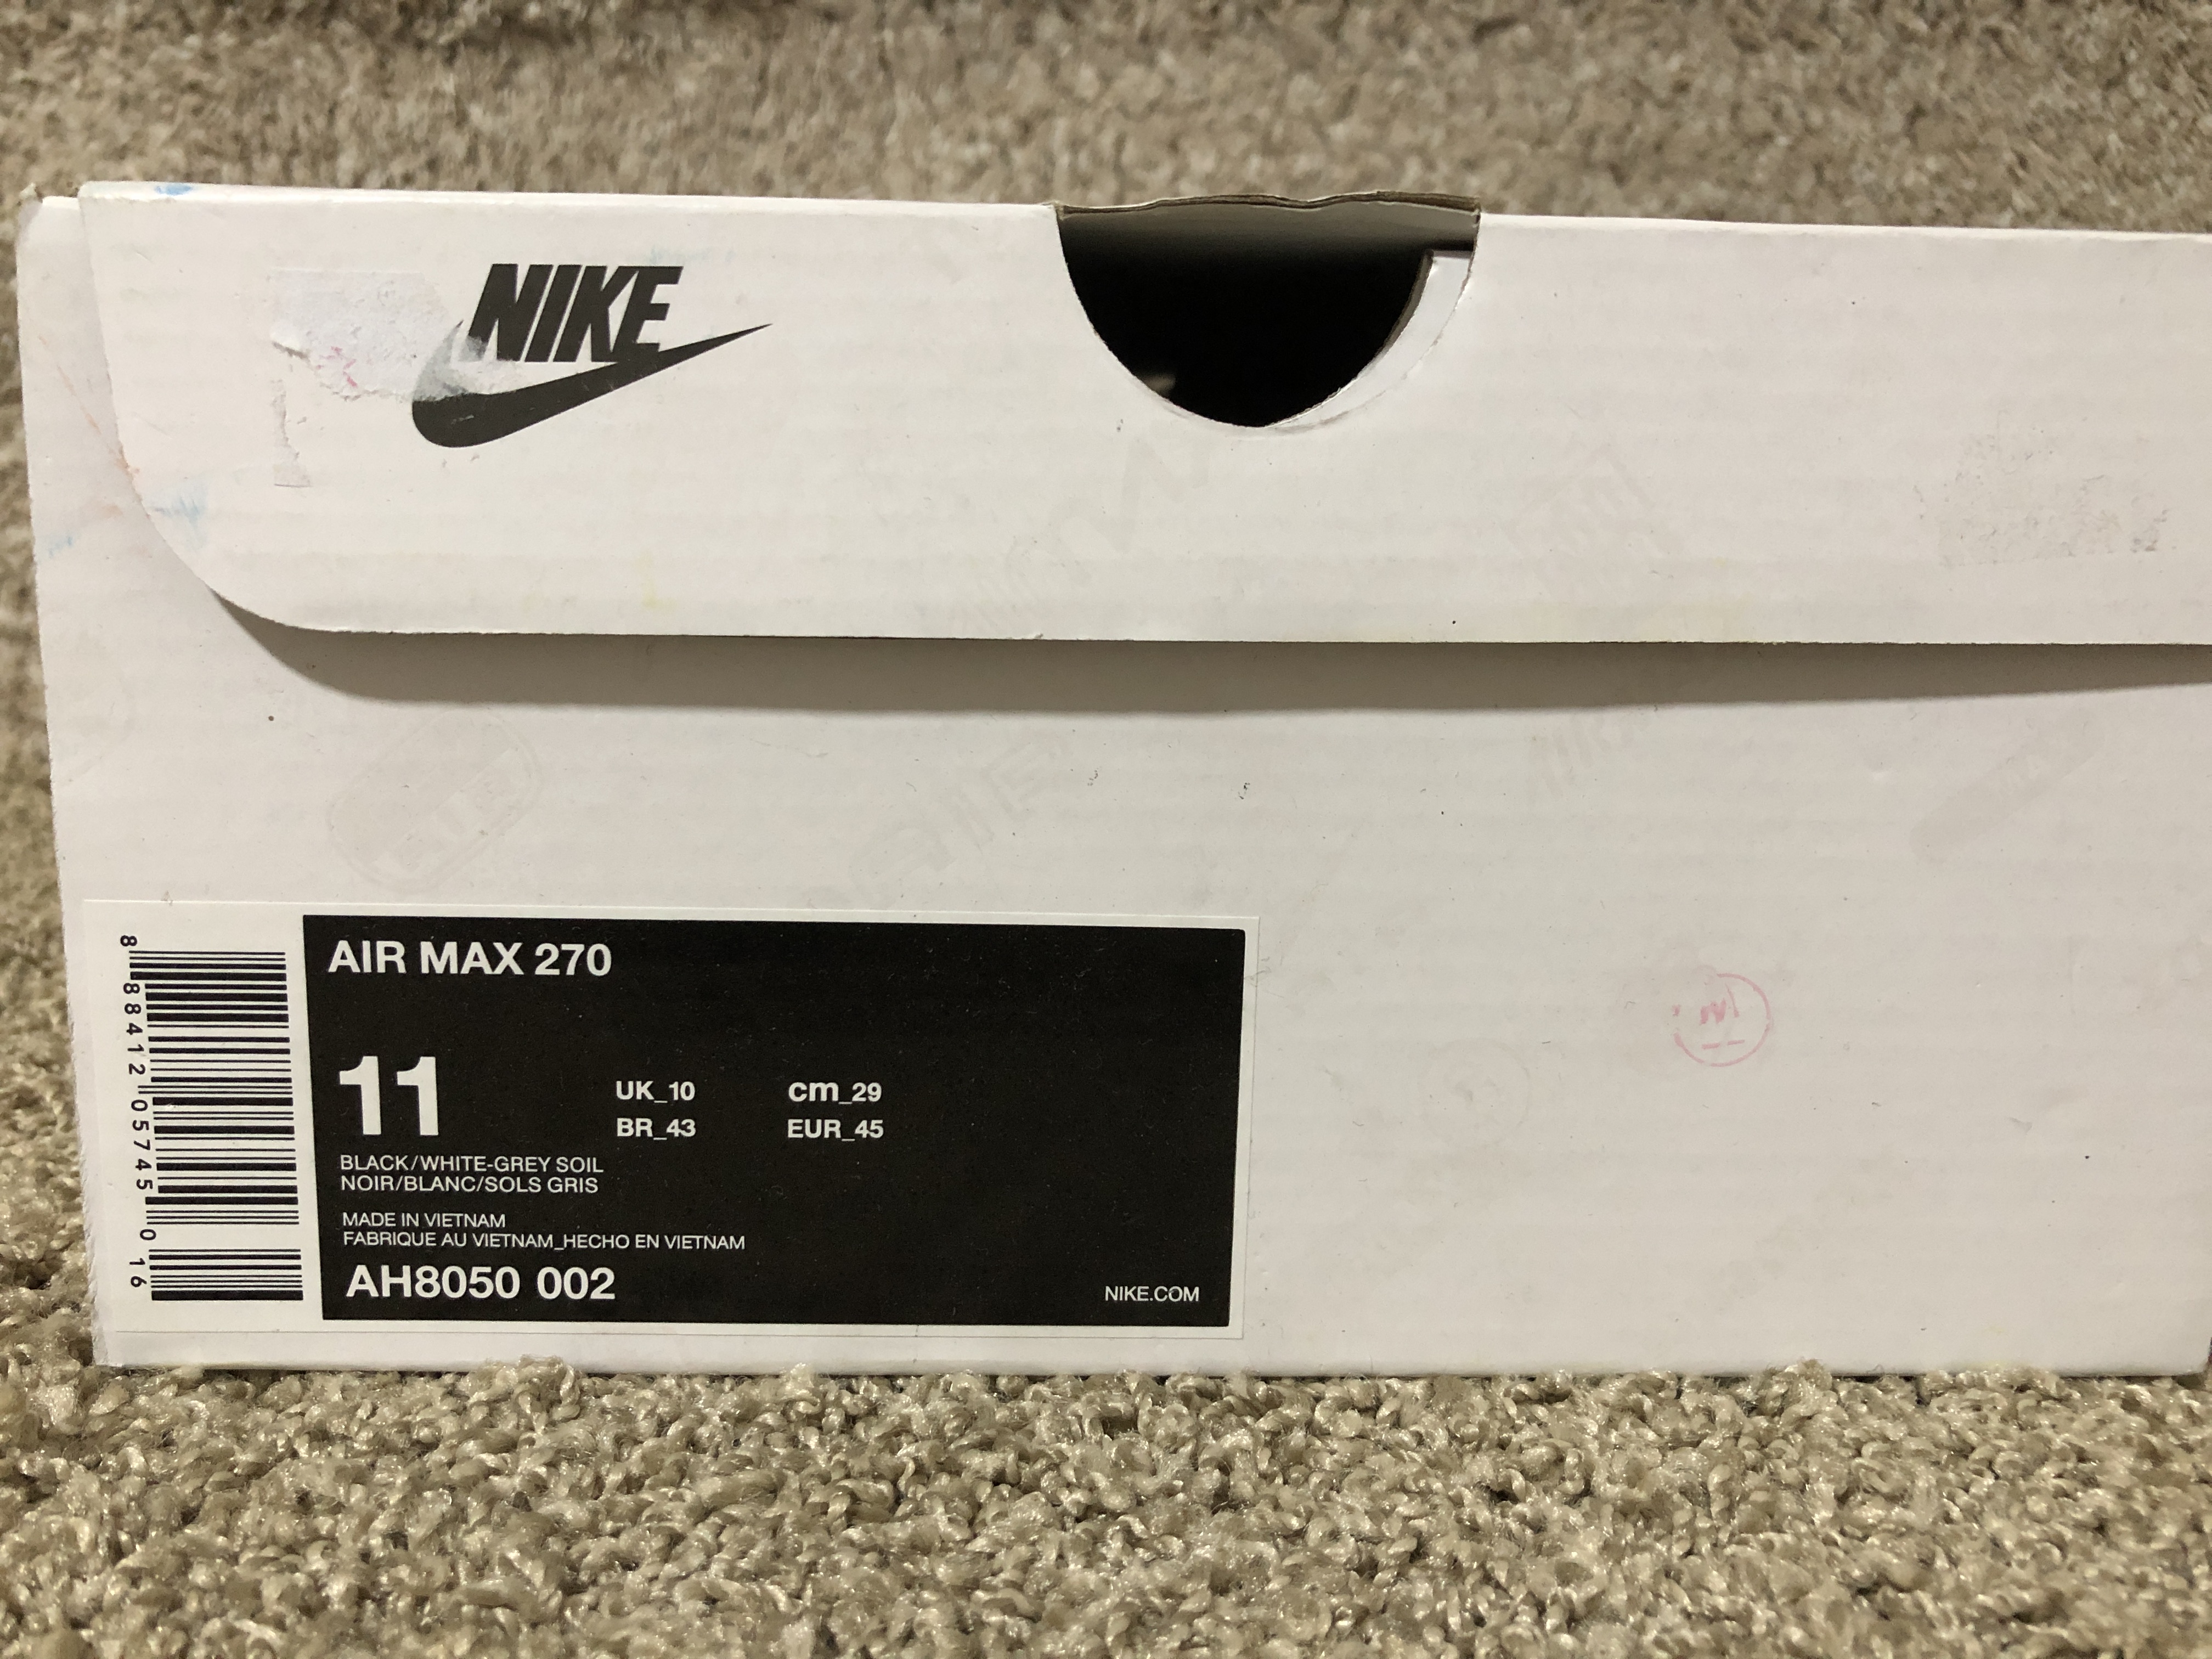 NIKE
AIR MAX 270
11
UK_10 cm_29
BR_43 EUR_45
BLACK/WHITE-GREY SOIL
NOIR/BLANC/SOLS GRIS
MADE IN VIETNAM
FABRIQUE AU VIETNAM_HECHO EN VIETNAM
AH8050 002
NIKE.COM
8 88412 05745 0 16